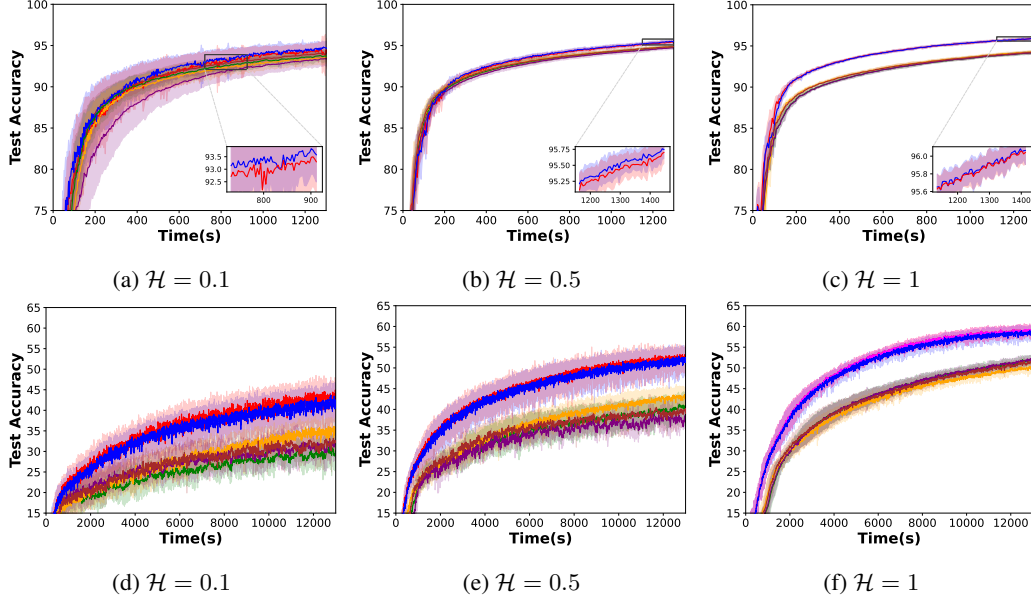 Test Accuracy
100
95
90
85
80
75
0 200 400 600 800 1000 1200
Time(s)
93.5
93.0
92.5
800 900
(a) ℋ = 0.1
Test Accuracy
100
95
90
85
80
75
0 200 400 600 800 1000 1200
Time(s)
95.75
95.50
95.25
1200 1300 1400
(b) ℋ = 0.5
Test Accuracy
100
95
90
85
80
75
0 200 400 600 800 1000 1200
Time(s)
96.0
95.8
95.6
1200 1300 1400
(c) ℋ = 1
Test Accuracy
65
60
55
50
45
40
35
30
25
20
15
0 2000 4000 6000 8000 10000 12000
Time(s)
(d) ℋ = 0.1
Test Accuracy
65
60
55
50
45
40
35
30
25
20
15
0 2000 4000 6000 8000 10000 12000
Time(s)
(e) ℋ = 0.5
Test Accuracy
65
60
55
50
45
40
35
30
25
20
15
0 2000 4000 6000 8000 10000 12000
Time(s)
(f) ℋ = 1